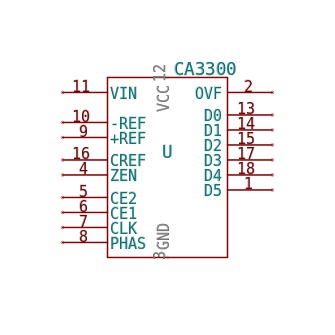 CA3300
12 VCC
11 VIN
OVF 2
10 -REF
D0 13
9 +REF
D1 14
D2 15
U
16 CREF
D3 17
4 ZEN
D4 18
D5 1
5 CE2
6 CE1
7 CLK
8 PHAS
3 GND